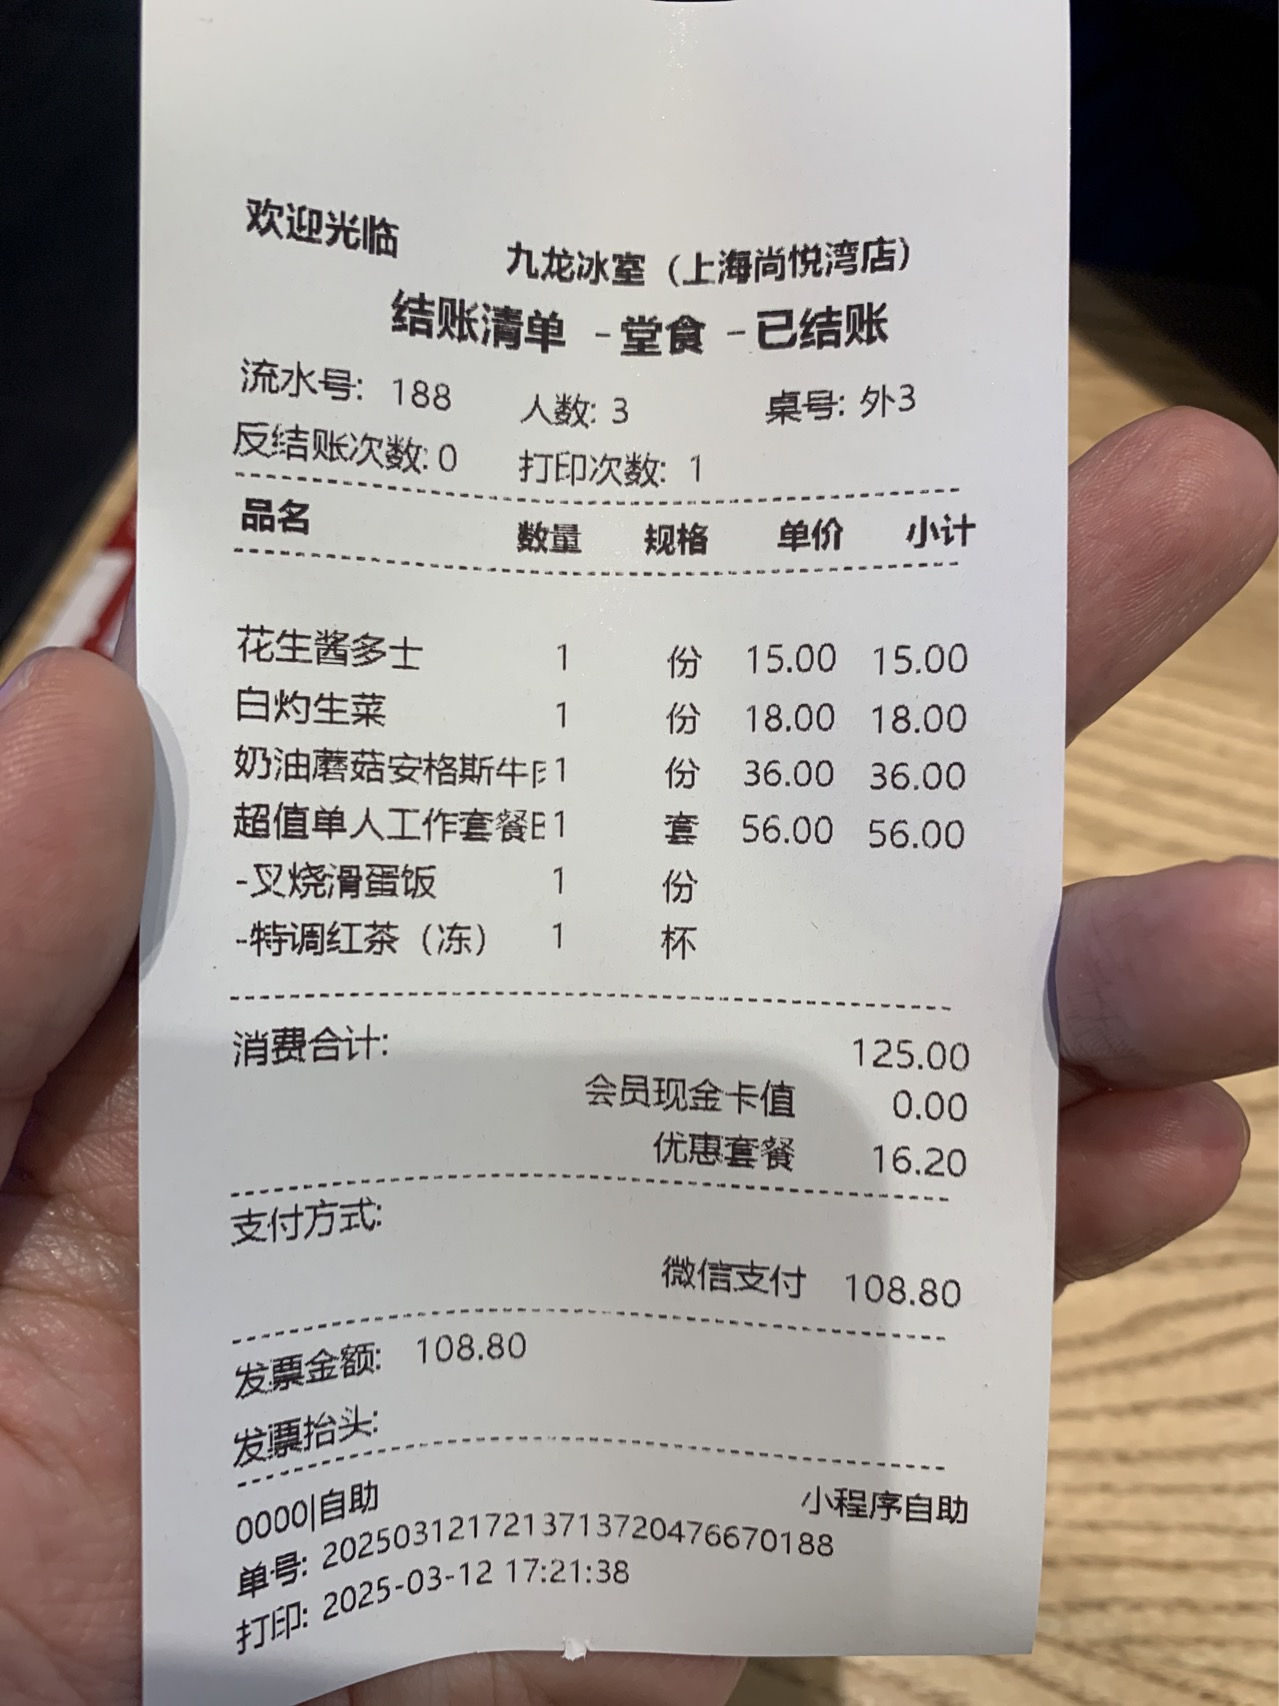 欢迎光临
九龙冰室（上海尚悦湾店）
结账清单 - 堂食 - 已结账
流水号: 188 人数: 3 桌号: 外3
反结账次数: 0 打印次数: 1
品名 数量 规格 单价 小计
花生酱多士 1 份 15.00 15.00
白灼生菜 1 份 18.00 18.00
奶油蘑菇安格斯牛 1 份 36.00 36.00
超值单人工作套餐 1 套 56.00 56.00
-叉烧滑蛋饭 1 份
-特调红茶（冻） 1 杯
消费合计: 125.00
会员现金卡值 0.00
优惠套餐 16.20
支付方式:
微信支付 108.80
发票金额: 108.80
发票抬头:
0000|自助 小程序自助
单号: 20250312172137137204766​70188
打印: 2025-03-12 17:21:38